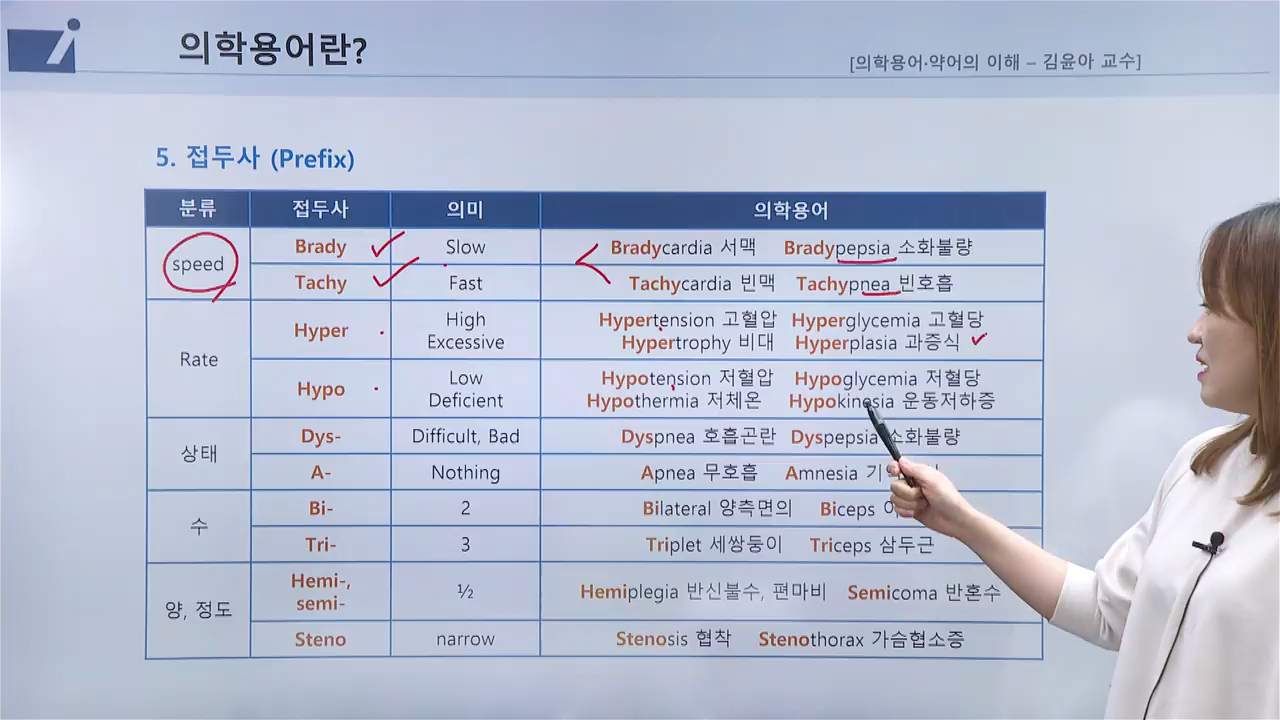 의학용어란?
[의학용어·약어의 이해 – 김윤아 교수]
5. 접두사 (Prefix)
분류 접두사 의미 의학용어
speed Brady Slow Bradycardia 서맥 Bradypepsia 소화불량
Tachy Fast Tachycardia 빈맥 Tachypnea 빈호흡
Rate Hyper High Excessive Hypertension 고혈압 Hyperglycemia 고혈당
Hypertrophy 비대 Hyperplasia 과증식
Hypo Low Deficient Hypotension 저혈압 Hypoglycemia 저혈당
Hypothermia 저체온 Hypokinesia 운동저하증
상태 Dys- Difficult, Bad Dyspnea 호흡곤란 Dyspepsia 소화불량
A- Nothing Apnea 무호흡 Amnesia
수 Bi- 2 Bilateral 양측면의 Biceps
Tri- 3 Triplet 세쌍둥이 Triceps 삼두근
양, 정도 Hemi-, semi- ½ Hemiplegia 반신불수, 편마비 Semicoma 반혼수
Steno narrow Stenosis 협착 Stenothorax 가슴협소증